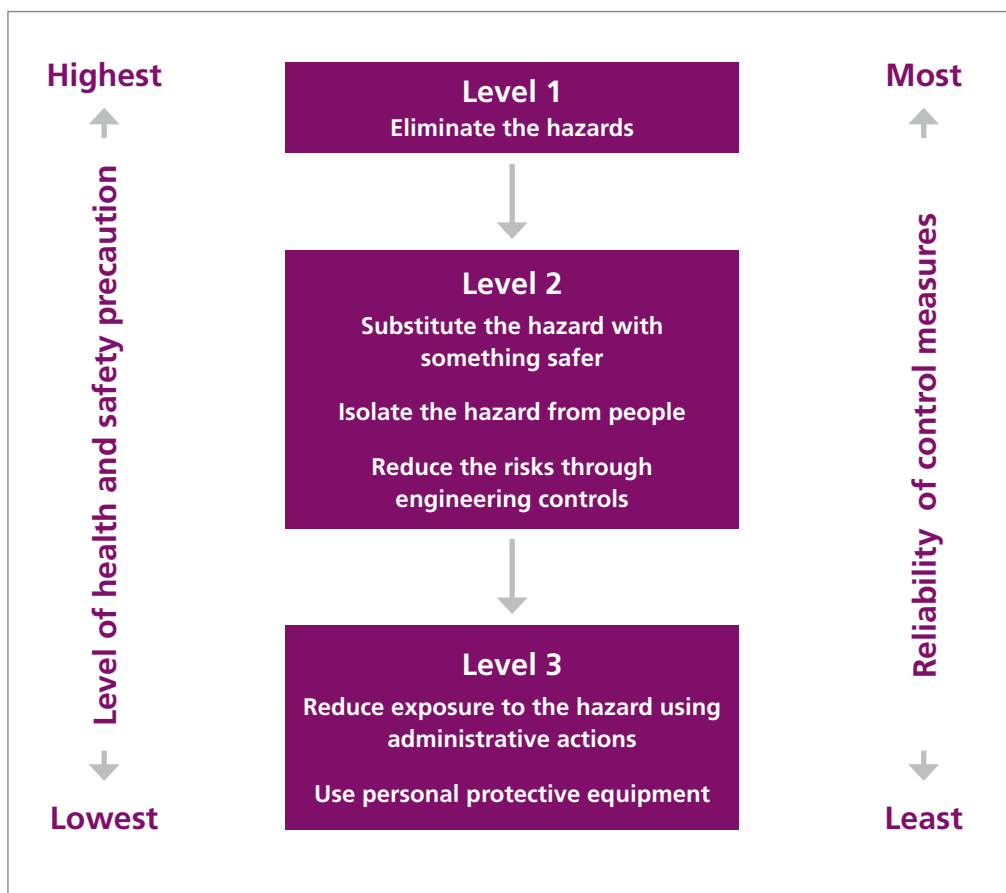 Highest
Most
Level 1
Eliminate the hazards
Level of health and safety precaution
Reliability of control measures
Level 2
Substitute the hazard with
something safer
Isolate the hazard from people
Reduce the risks through
engineering controls
Level 3
Reduce exposure to the hazard using
administrative actions
Use personal protective equipment
Lowest
Least